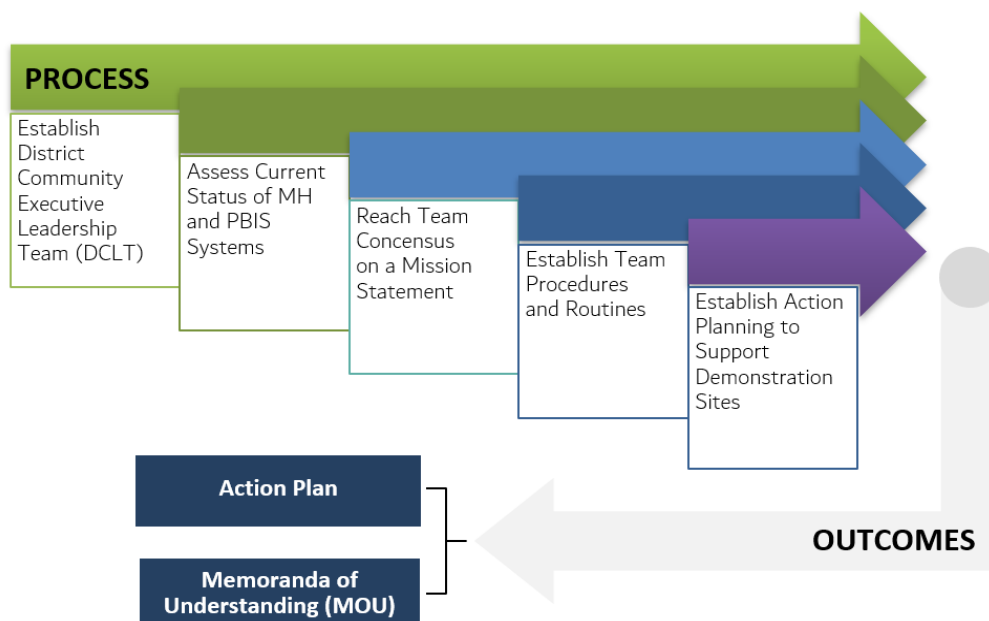 PROCESS
Establish
District
Community
Executive
Leadership
Team (DCLT)
Assess Current
Status of MH
and PBIS
Systems
Reach Team
Concensus
on a Mission
Statement
Establish Team
Procedures
and Routines
Establish Action
Planning to
Support
Demonstration
Sites
Action Plan
Memoranda of
Understanding (MOU)
OUTCOMES